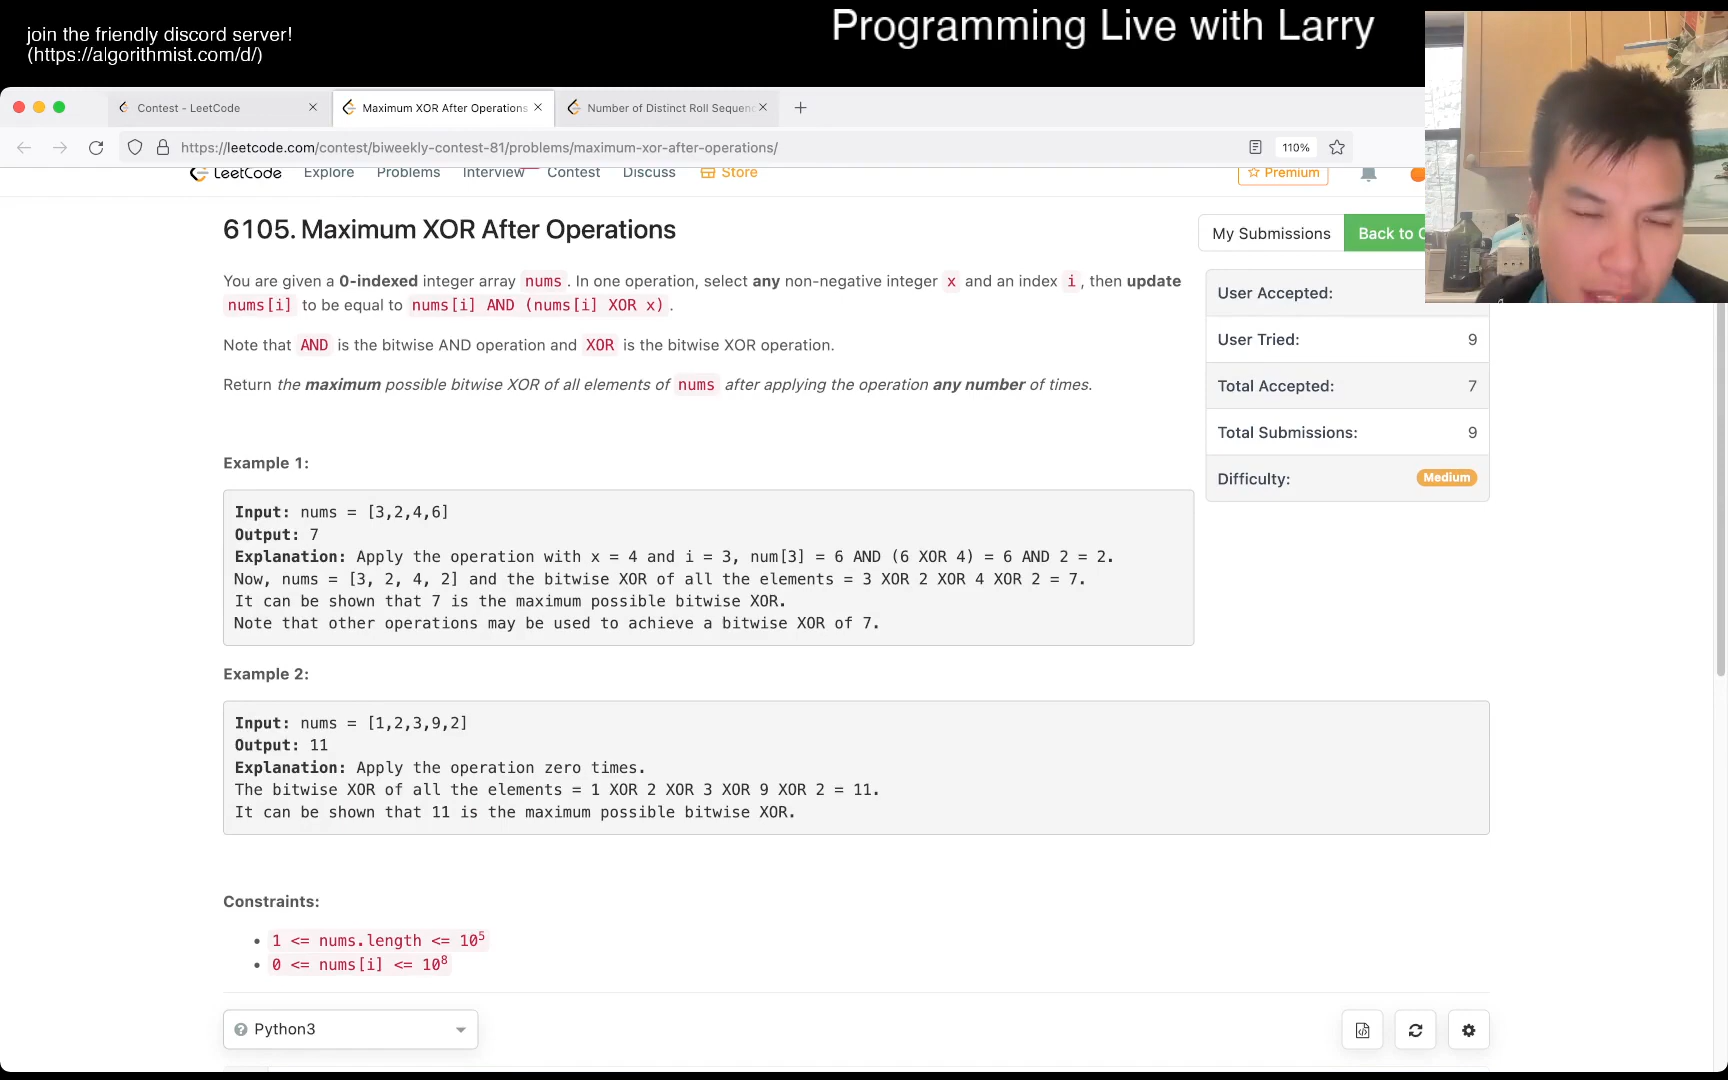 join the friendly discord server!
(https://algorithmist.com/d/)
Programming Live with Larry
Contest - LeetCode
Maximum XOR After Operations
Number of Distinct Roll Sequenc
https://leetcode.com/contest/biweekly-contest-81/problems/maximum-xor-after-operations/
110%
LeetCode Explore Problems Interview Contest Discuss Store
Premium
6105. Maximum XOR After Operations
My Submissions
Back to C
You are given a 0-indexed integer array nums . In one operation, select any non-negative integer x and an index i , then update
nums[i] to be equal to nums[i] AND (nums[i] XOR x) .
Note that AND is the bitwise AND operation and XOR is the bitwise XOR operation.
Return the maximum possible bitwise XOR of all elements of nums after applying the operation any number of times.
User Accepted:
User Tried: 9
Total Accepted: 7
Total Submissions: 9
Difficulty: Medium
Example 1:
Input: nums = [3,2,4,6]
Output: 7
Explanation: Apply the operation with x = 4 and i = 3, num[3] = 6 AND (6 XOR 4) = 6 AND 2 = 2.
Now, nums = [3, 2, 4, 2] and the bitwise XOR of all the elements = 3 XOR 2 XOR 4 XOR 2 = 7.
It can be shown that 7 is the maximum possible bitwise XOR.
Note that other operations may be used to achieve a bitwise XOR of 7.
Example 2:
Input: nums = [1,2,3,9,2]
Output: 11
Explanation: Apply the operation zero times.
The bitwise XOR of all the elements = 1 XOR 2 XOR 3 XOR 9 XOR 2 = 11.
It can be shown that 11 is the maximum possible bitwise XOR.
Constraints:
1 <= nums.length <= 10⁵
0 <= nums[i] <= 10⁸
Python3